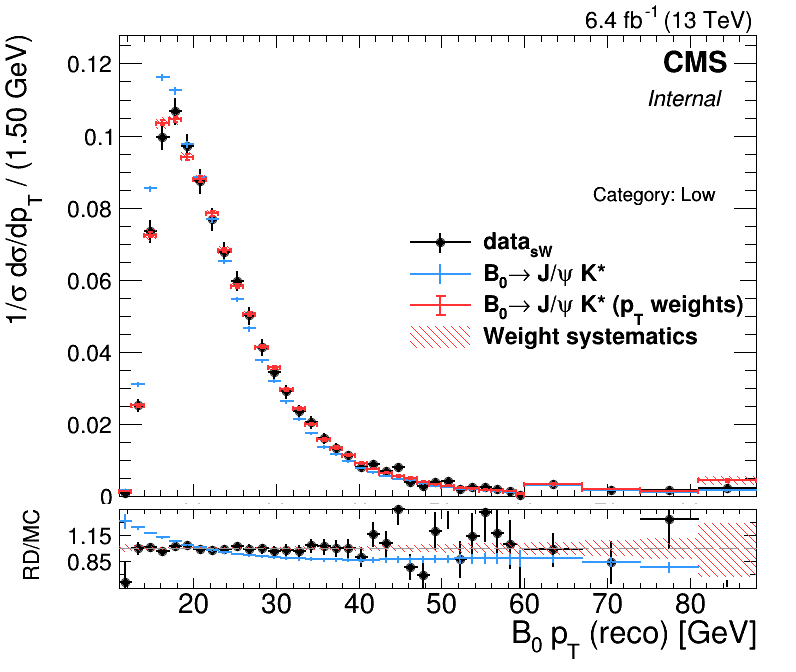 6.4 fb⁻¹ (13 TeV)
CMS
Internal
Category: Low
data_sW
B₀→ J/ψ K*
B₀→ J/ψ K* (p_T weights)
Weight systematics
1/σ dσ/dp_T / (1.50 GeV)
0.12
0.1
0.08
0.06
0.04
0.02
0
RD/MC
1.15
0.85
20 30 40 50 60 70 80
B₀ p_T (reco) [GeV]